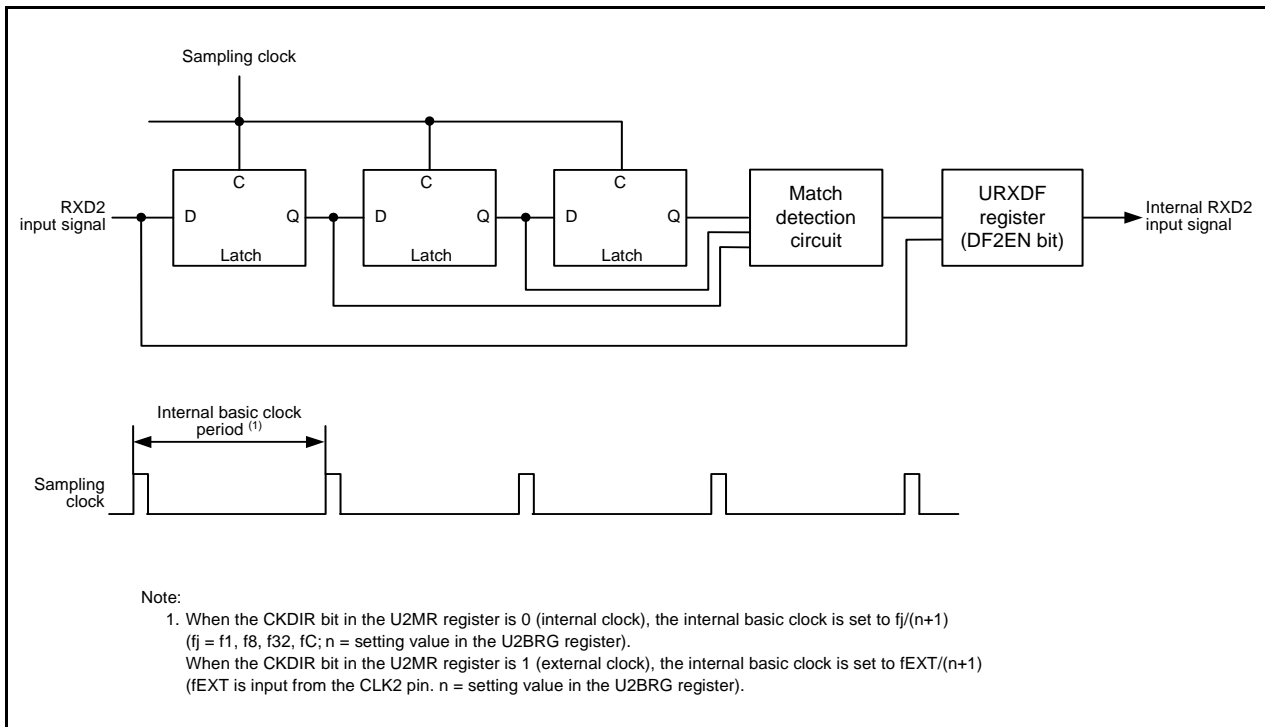 Sampling clock
RXD2
input signal
C
D
Q
Latch
C
D
Q
Latch
C
D
Q
Latch
Match
detection
circuit
URXDF
register
(DF2EN bit)
Internal RXD2
input signal
Internal basic clock
period (1)
Sampling
clock
Note:
1. When the CKDIR bit in the U2MR register is 0 (internal clock), the internal basic clock is set to fj/(n+1)
(fj = f1, f8, f32, fC; n = setting value in the U2BRG register).
When the CKDIR bit in the U2MR register is 1 (external clock), the internal basic clock is set to fEXT/(n+1)
(fEXT is input from the CLK2 pin. n = setting value in the U2BRG register).